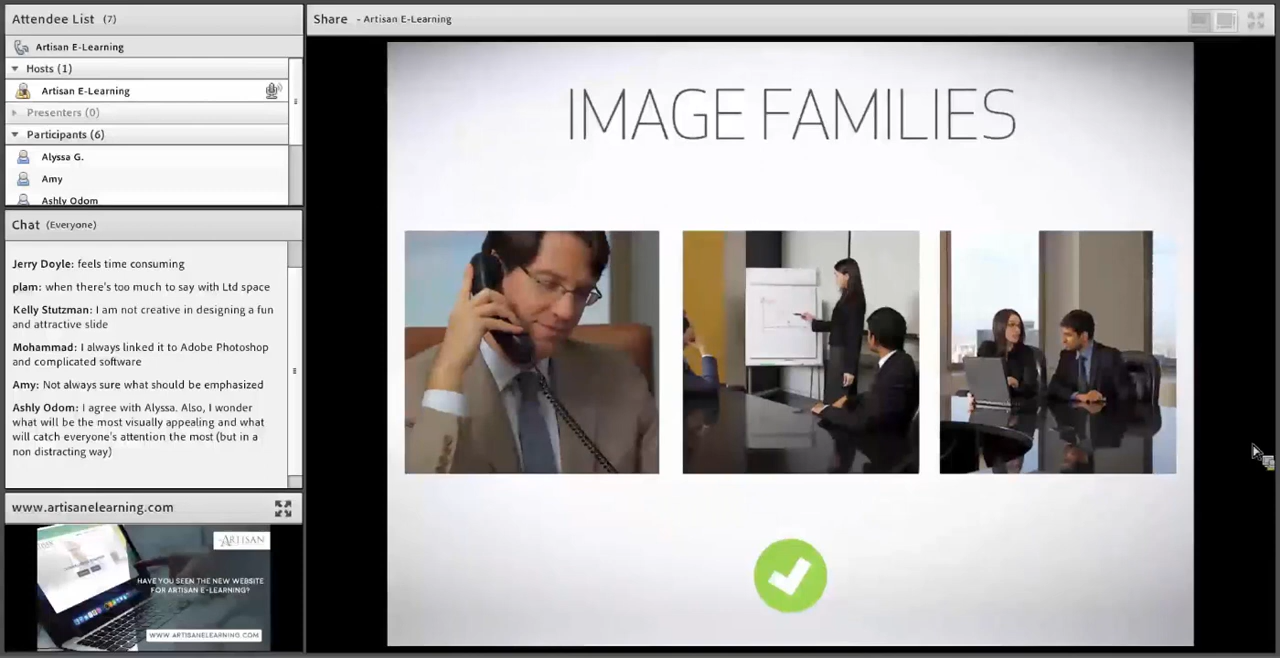 Attendee List (7)
Artisan E-Learning
Hosts (1)
Artisan E-Learning
Presenters (0)
Participants (6)
Alyssa G.
Amy
Ashly Odom
Chat (Everyone)
Jerry Doyle: feels time consuming
plam: when there's too much to say with Ltd space
Kelly Stutzman: I am not creative in designing a fun
and attractive slide
Mohammad: I always linked it to Adobe Photoshop
and complicated software
Amy: Not always sure what should be emphasized
Ashly Odom: I agree with Alyssa. Also, I wonder
what will be the most visually appealing and what
will catch everyone's attention the most (but in a
non distracting way)
www.artisanelearning.com
ARTISAN
HAVE YOU SEEN THE NEW WEBSITE
FOR ARTISAN E-LEARNING?
WWW.ARTISANELEARNING.COM
Share - Artisan E-Learning
IMAGE FAMILIES